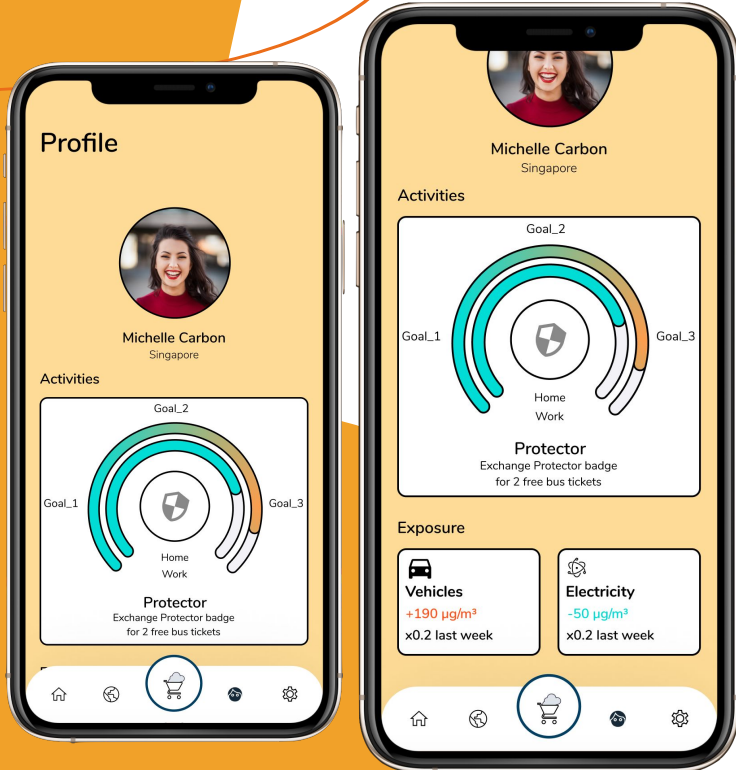 Profile
Michelle Carbon
Singapore
Activities
Goal_2
Goal_1
Goal_3
Home
Work
Protector
Exchange Protector badge
for 2 free bus tickets
Michelle Carbon
Singapore
Activities
Goal_2
Goal_1
Goal_3
Home
Work
Protector
Exchange Protector badge
for 2 free bus tickets
Exposure
Vehicles
+190 µg/m³
x0.2 last week
Electricity
-50 µg/m³
x0.2 last week